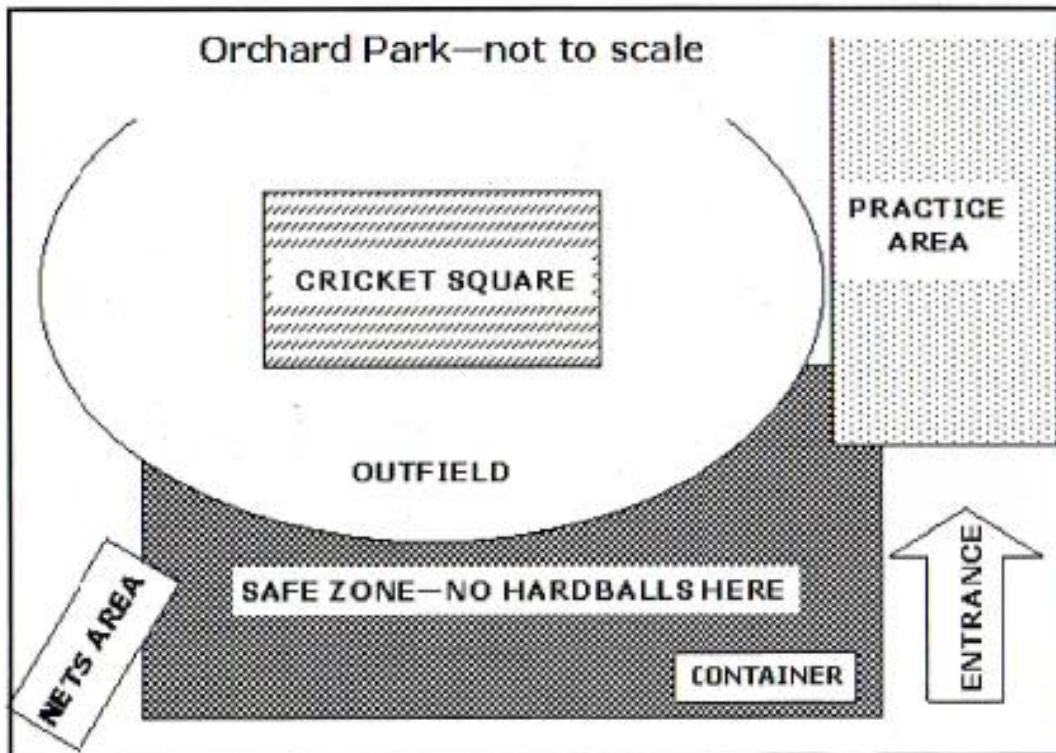 Orchard Park—not to scale
PRACTICE
AREA
CRICKET SQUARE
OUTFIELD
SAFE ZONE—NO HARDBALLS HERE
NETS AREA
CONTAINER
ENTRANCE